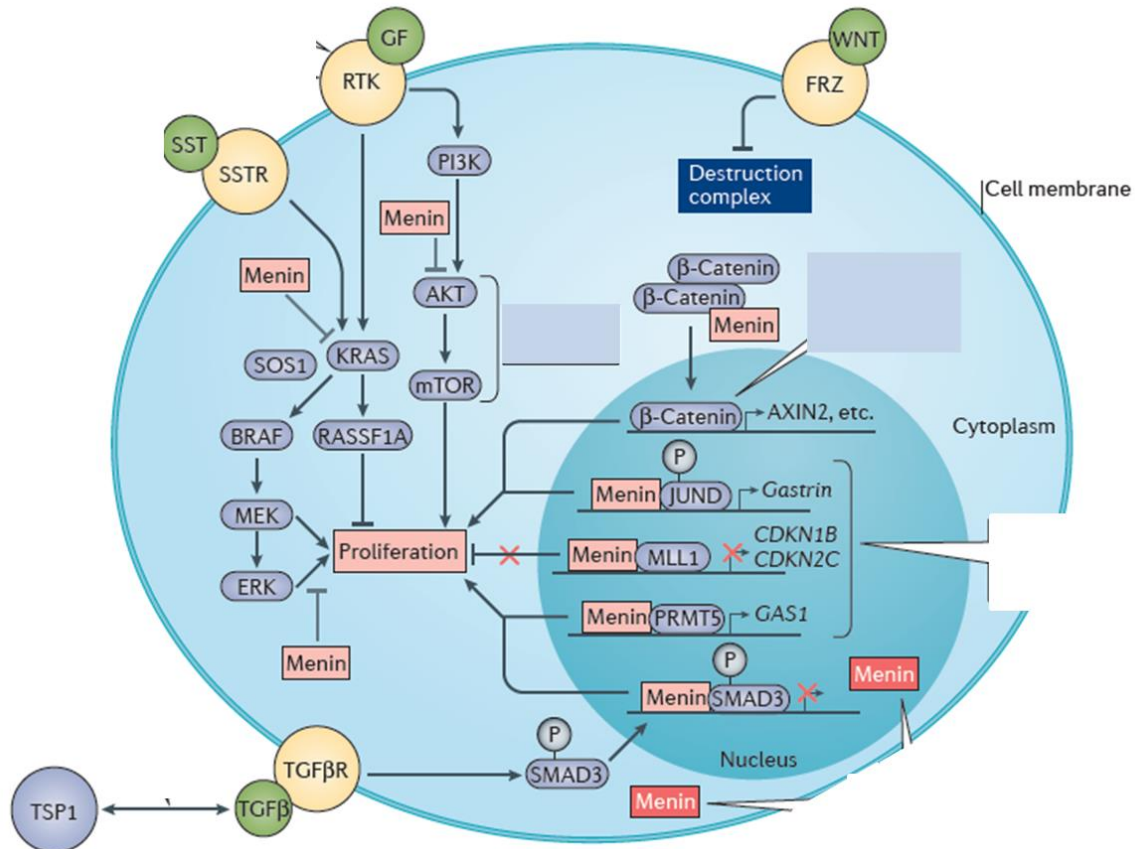 GF
RTK
WNT
FRZ
SST
SSTR
PI3K
Destruction
complex
Cell membrane
Menin
Menin
β-Catenin
β-Catenin
Menin
AKT
SOS1
KRAS
mTOR
BRAF
RASSF1A
β-Catenin
AXIN2, etc.
Cytoplasm
P
Menin
JUND
Gastrin
MEK
Proliferation
Menin
MLL1
CDKN1B
CDKN2C
ERK
Menin
PRMT5
GAS1
Menin
P
Menin
SMAD3
Menin
P
SMAD3
Nucleus
TGFβR
TGFβ
TSP1
Menin